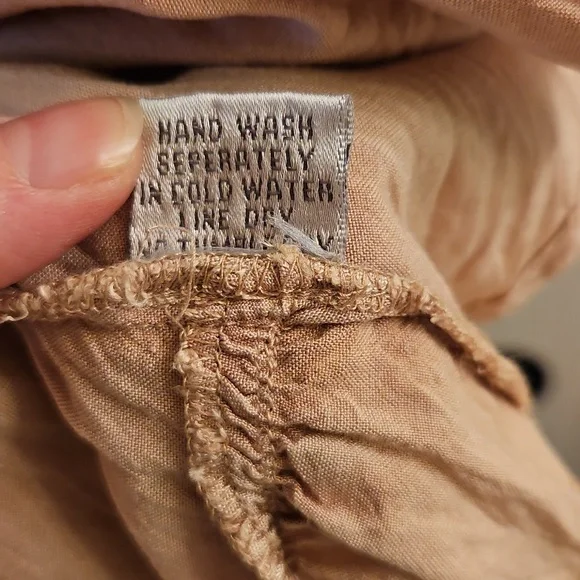 HAND WASH
SEPERATELY
IN COLD WATER
LINE DRY